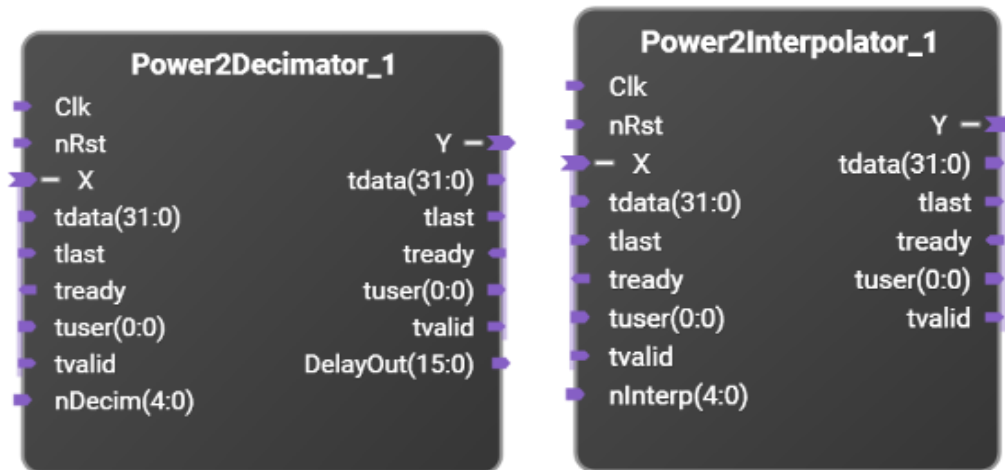 Power2Decimator_1
Clk
nRst
Y
X
tdata(31:0)
tdata(31:0)
tlast
tlast
tready
tready
tuser(0:0)
tuser(0:0)
tvalid
tvalid
DelayOut(15:0)
nDecim(4:0)
Power2Interpolator_1
Clk
nRst
Y
X
tdata(31:0)
tdata(31:0)
tlast
tlast
tready
tready
tuser(0:0)
tuser(0:0)
tvalid
tvalid
nInterp(4:0)